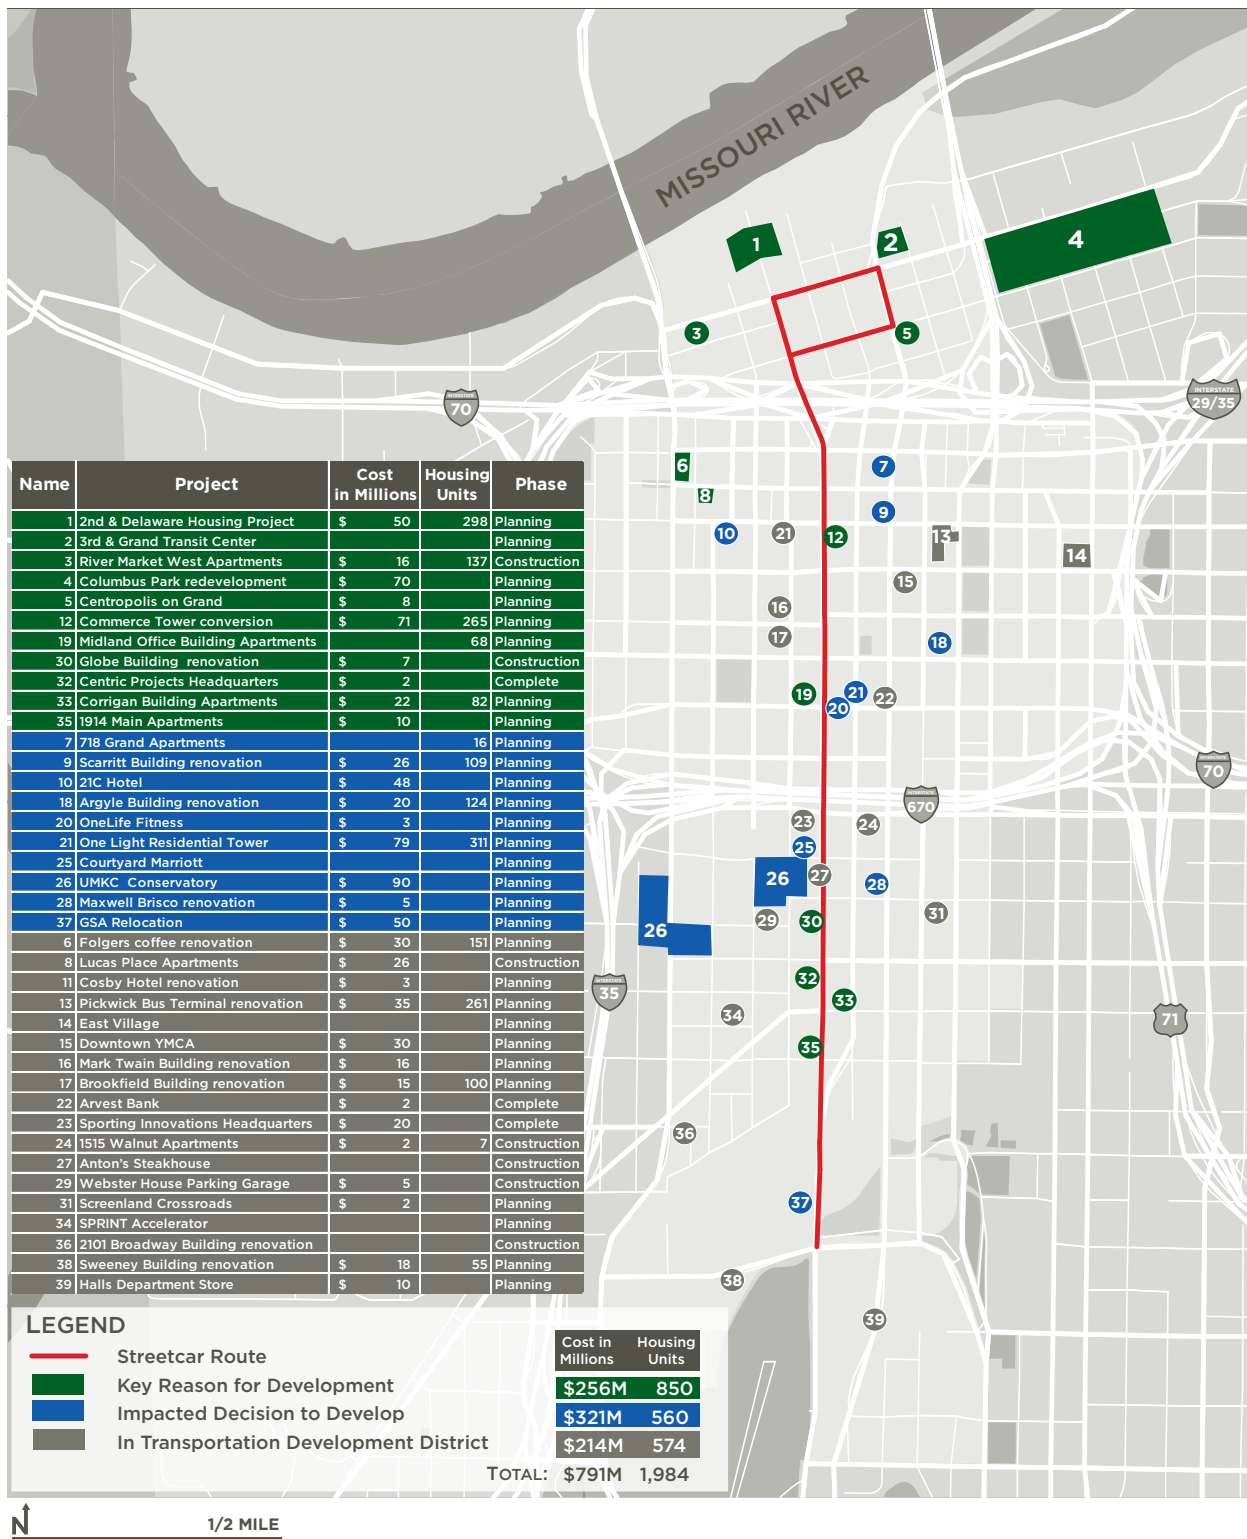 MISSOURI RIVER
1
2
4
3
5
INTERSTATE
70
INTERSTATE
29/35
6
7
8
9
10
21
12
13
14
15
16
17
18
19
21
20
22
INTERSTATE
70
INTERSTATE
670
23
24
25
26
27
28
26
29
30
31
INTERSTATE
35
32
33
34
71
35
36
37
38
39
Name Project Cost in Millions Housing Units Phase
1 2nd & Delaware Housing Project $ 50 298 Planning
2 3rd & Grand Transit Center Planning
3 River Market West Apartments $ 16 137 Construction
4 Columbus Park redevelopment $ 70 Planning
5 Centropolis on Grand $ 8 Planning
12 Commerce Tower conversion $ 71 265 Planning
19 Midland Office Building Apartments 68 Planning
30 Globe Building renovation $ 7 Construction
32 Centric Projects Headquarters $ 2 Complete
33 Corrigan Building Apartments $ 22 82 Planning
35 1914 Main Apartments $ 10 Planning
7 718 Grand Apartments 16 Planning
9 Scarritt Building renovation $ 26 109 Planning
10 21C Hotel $ 48 Planning
18 Argyle Building renovation $ 20 124 Planning
20 OneLife Fitness $ 3 Planning
21 One Light Residential Tower $ 79 311 Planning
25 Courtyard Marriott Planning
26 UMKC Conservatory $ 90 Planning
28 Maxwell Brisco renovation $ 5 Planning
37 GSA Relocation $ 50 Planning
6 Folgers coffee renovation $ 30 151 Planning
8 Lucas Place Apartments $ 26 Construction
11 Cosby Hotel renovation $ 3 Planning
13 Pickwick Bus Terminal renovation $ 35 261 Planning
14 East Village Planning
15 Downtown YMCA $ 30 Planning
16 Mark Twain Building renovation $ 16 Planning
17 Brookfield Building renovation $ 15 100 Planning
22 Arvest Bank $ 2 Complete
23 Sporting Innovations Headquarters $ 20 Complete
24 1515 Walnut Apartments $ 2 7 Construction
27 Anton's Steakhouse Construction
29 Webster House Parking Garage $ 5 Construction
31 Screenland Crossroads $ 2 Planning
34 SPRINT Accelerator Planning
36 2101 Broadway Building renovation Construction
38 Sweeney Building renovation $ 18 55 Planning
39 Halls Department Store $ 10 Planning
LEGEND
Streetcar Route
Key Reason for Development
Impacted Decision to Develop
In Transportation Development District
Cost in Millions Housing Units
$256M 850
$321M 560
$214M 574
TOTAL: $791M 1,984
N
1/2 MILE